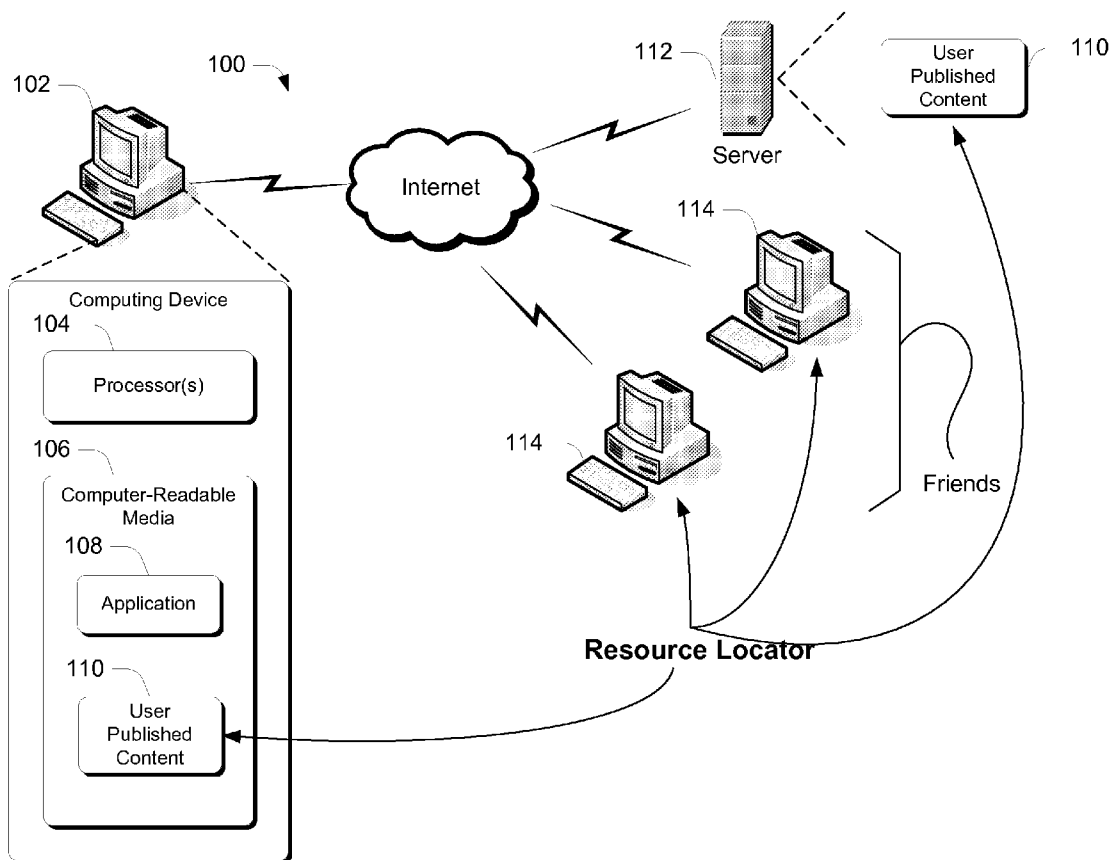 100
102
112
User
Published
Content
110
Server
Internet
114
Computing Device
104
Processor(s)
106
Computer-Readable
Media
108
Application
110
User
Published
Content
114
Friends
Resource Locator